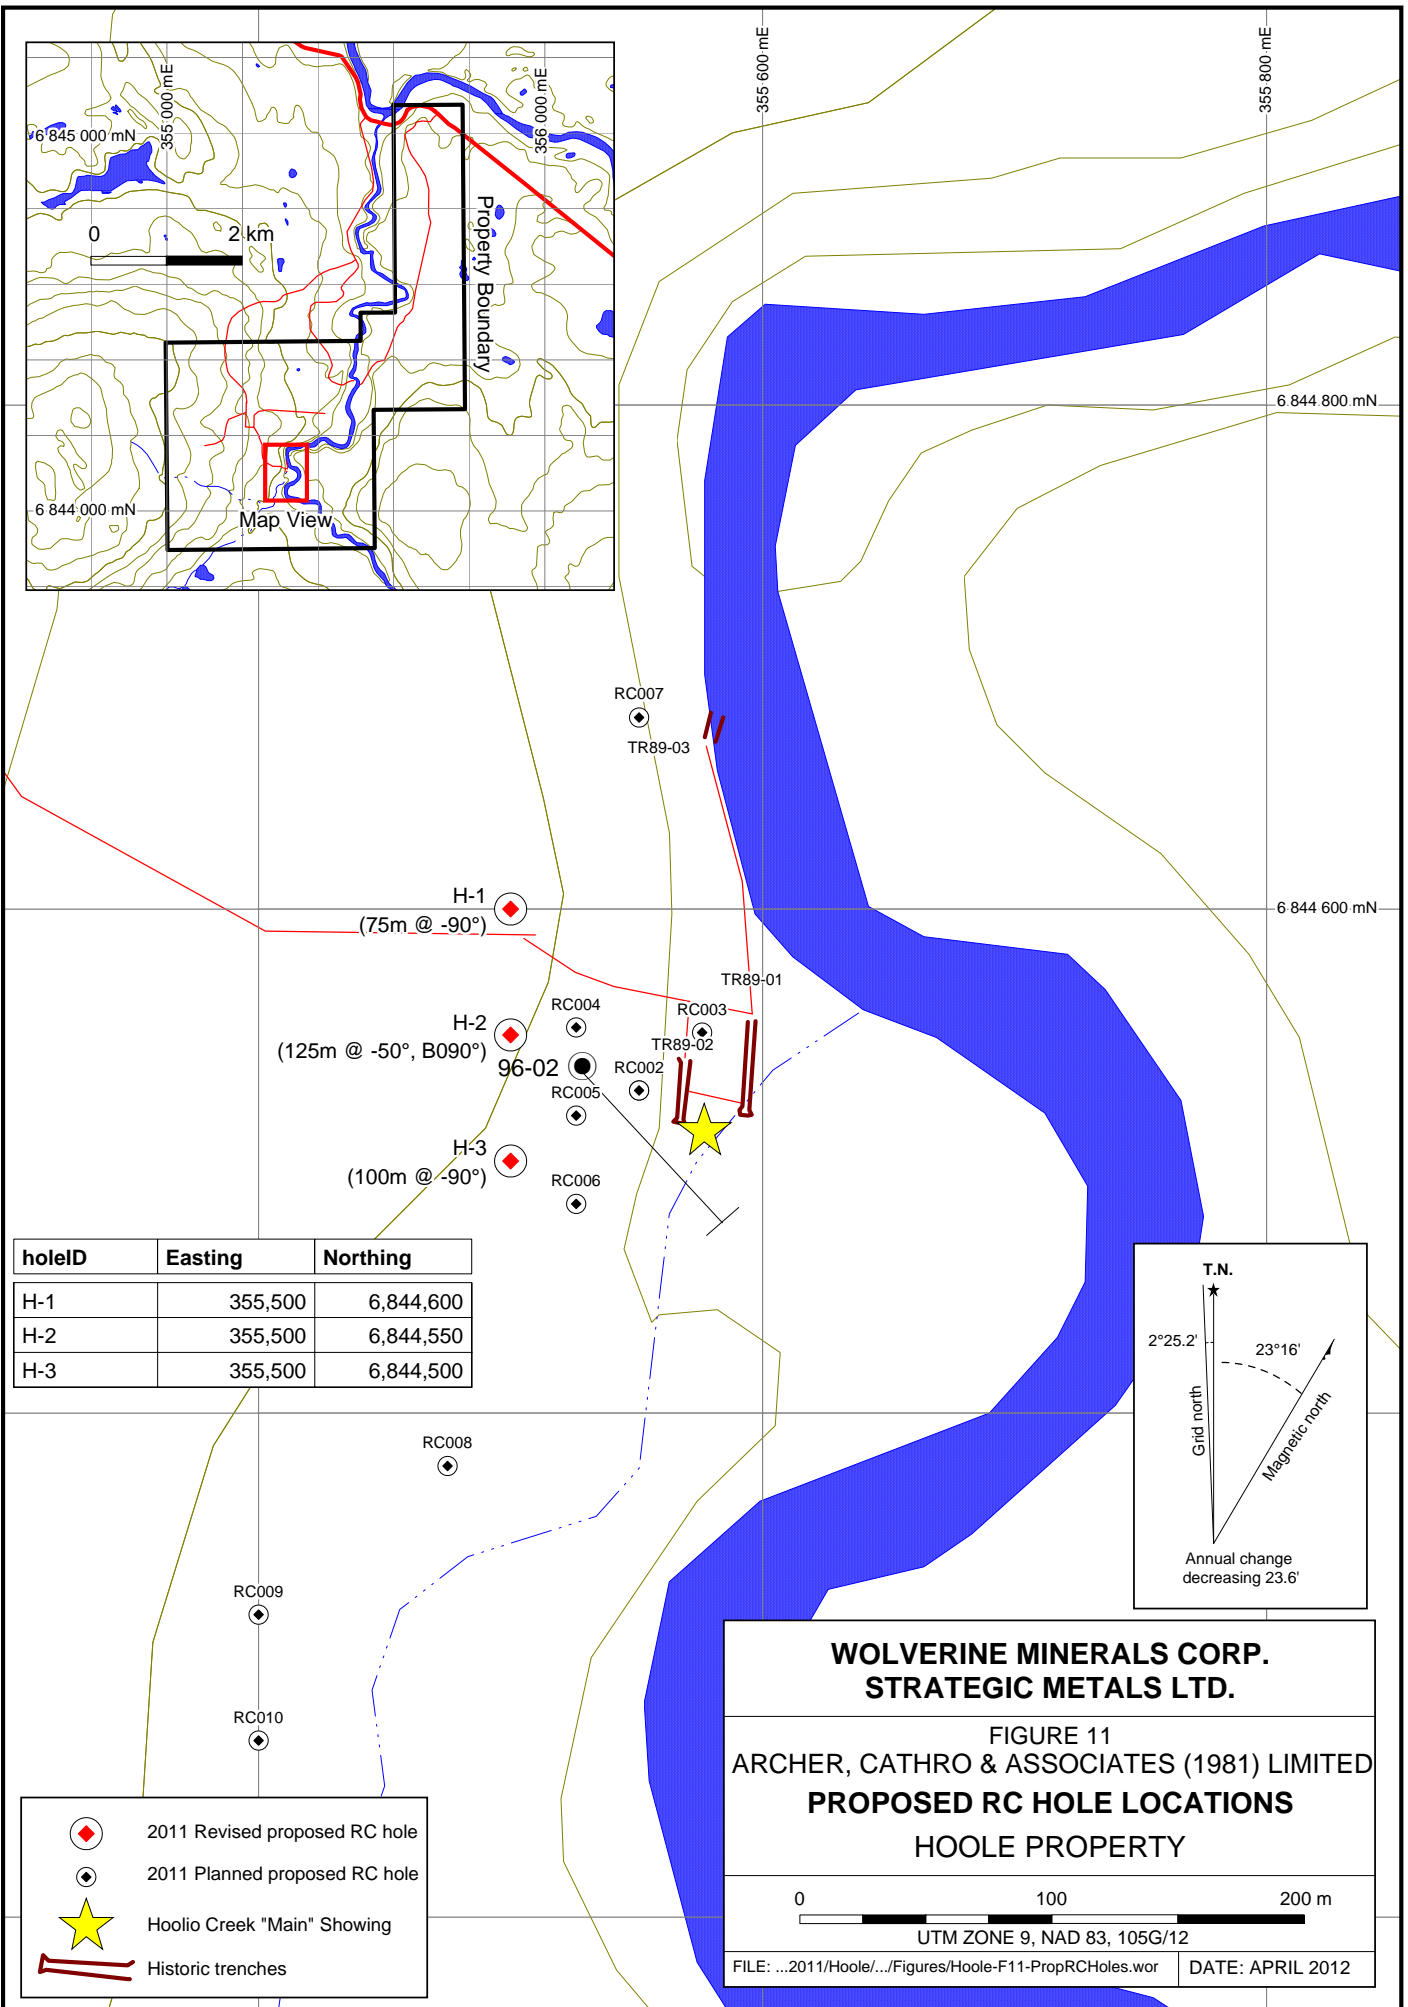 355 600 mE
355 800 mE
355 000 mE
356 000 mE
6 845 000 mN
0 2 km
Property Boundary
6 844 000 mN
Map View
6 844 800 mN
RC007
TR89-03
H-1
(75m @ -90°)
6 844 600 mN
TR89-01
RC004
RC003
H-2
(125m @ -50°, B090°)
TR89-02
96-02
RC002
RC005
H-3
(100m @ -90°)
RC006
holeID Easting Northing
H-1 355,500 6,844,600
H-2 355,500 6,844,550
H-3 355,500 6,844,500
T.N.
2°25.2'
23°16'
Grid north
Magnetic north
Annual change
decreasing 23.6'
RC008
RC009
RC010
2011 Revised proposed RC hole
2011 Planned proposed RC hole
Hoolio Creek "Main" Showing
Historic trenches
WOLVERINE MINERALS CORP.
STRATEGIC METALS LTD.
FIGURE 11
ARCHER, CATHRO & ASSOCIATES (1981) LIMITED
PROPOSED RC HOLE LOCATIONS
HOOLE PROPERTY
0 100 200 m
UTM ZONE 9, NAD 83, 105G/12
FILE: ...2011/Hoole/.../Figures/Hoole-F11-PropRCHoles.wor
DATE: APRIL 2012